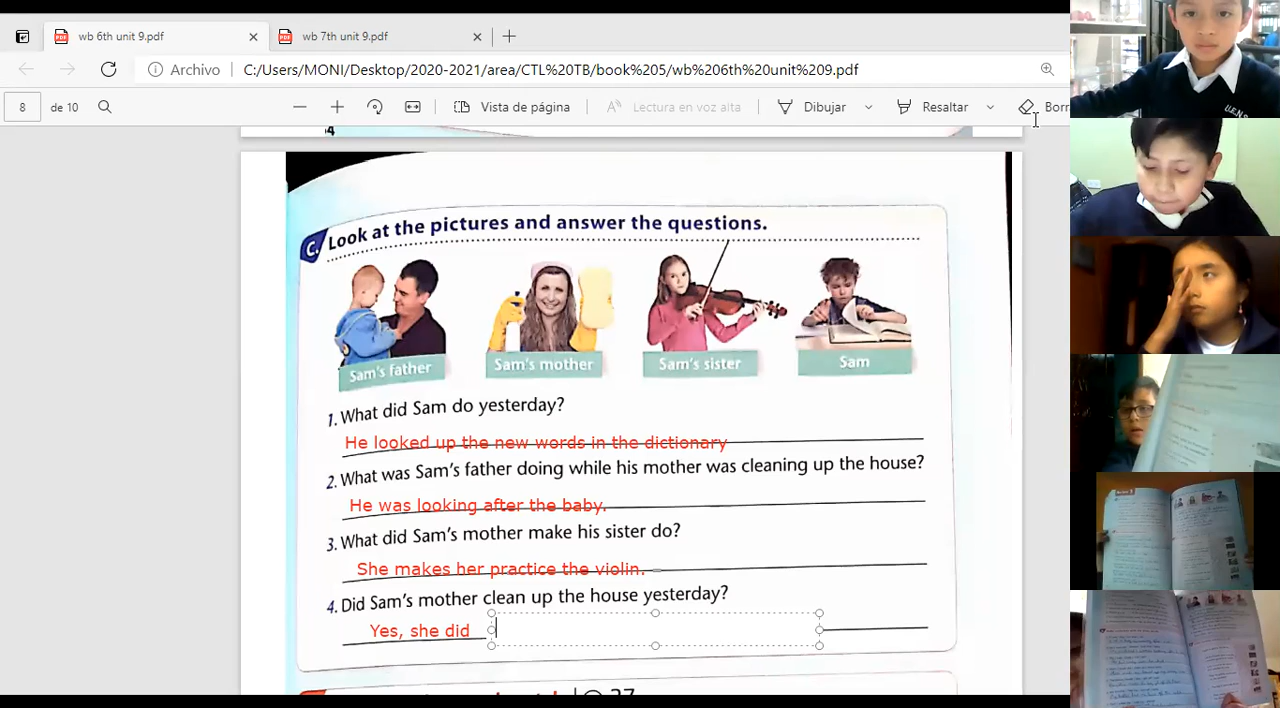 wb 6th unit 9.pdf
wb 7th unit 9.pdf
Archivo
C:/Users/MONI/Desktop/2020-2021/area/CTL%20TB/book%205/wb%206th%20unit%209.pdf
8 de 10
Vista de página
Lectura en voz alta
Dibujar
Resaltar
Borr
C. Look at the pictures and answer the questions.
Sam's father
Sam's mother
Sam's sister
Sam
1. What did Sam do yesterday?
He looked up the new words in the dictionary
2. What was Sam's father doing while his mother was cleaning up the house?
He was looking after the baby.
3. What did Sam's mother make his sister do?
She makes her practice the violin.
4. Did Sam's mother clean up the house yesterday?
Yes, she did
U.E.N.S